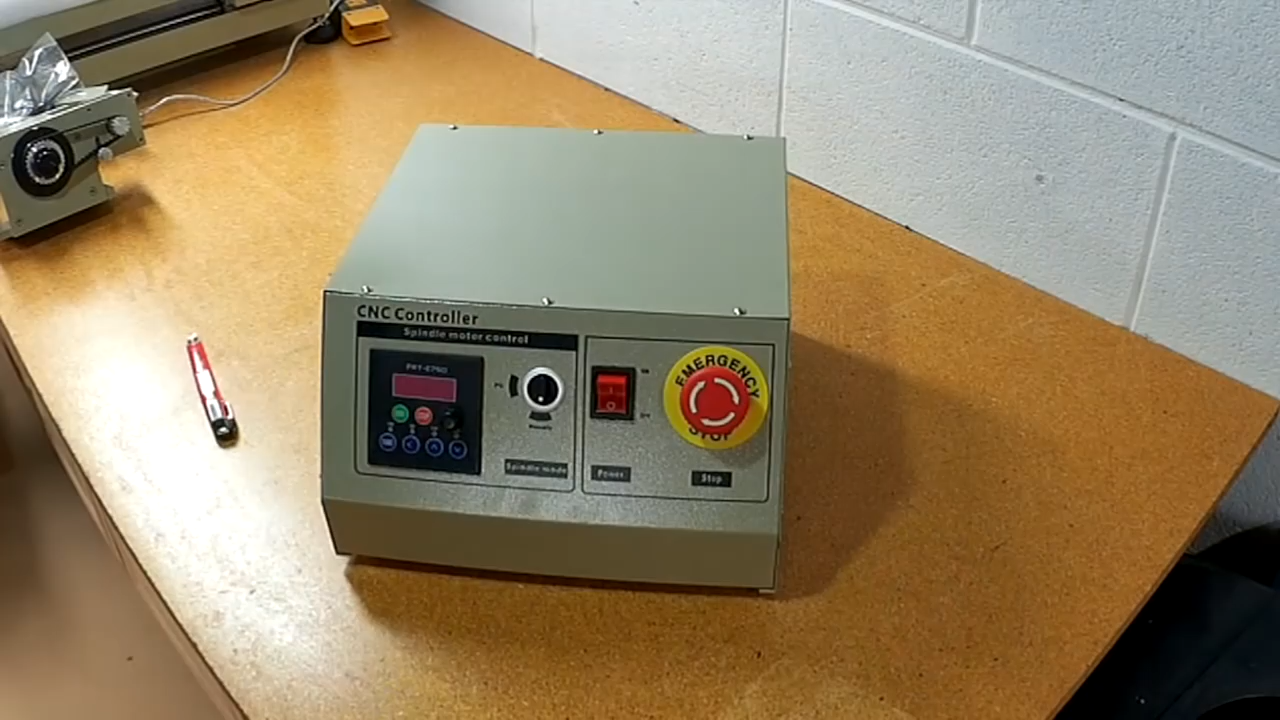 CNC Controller
Spindle motor control
EMERGENCY
STOP
Spindle mode
Power
Stop